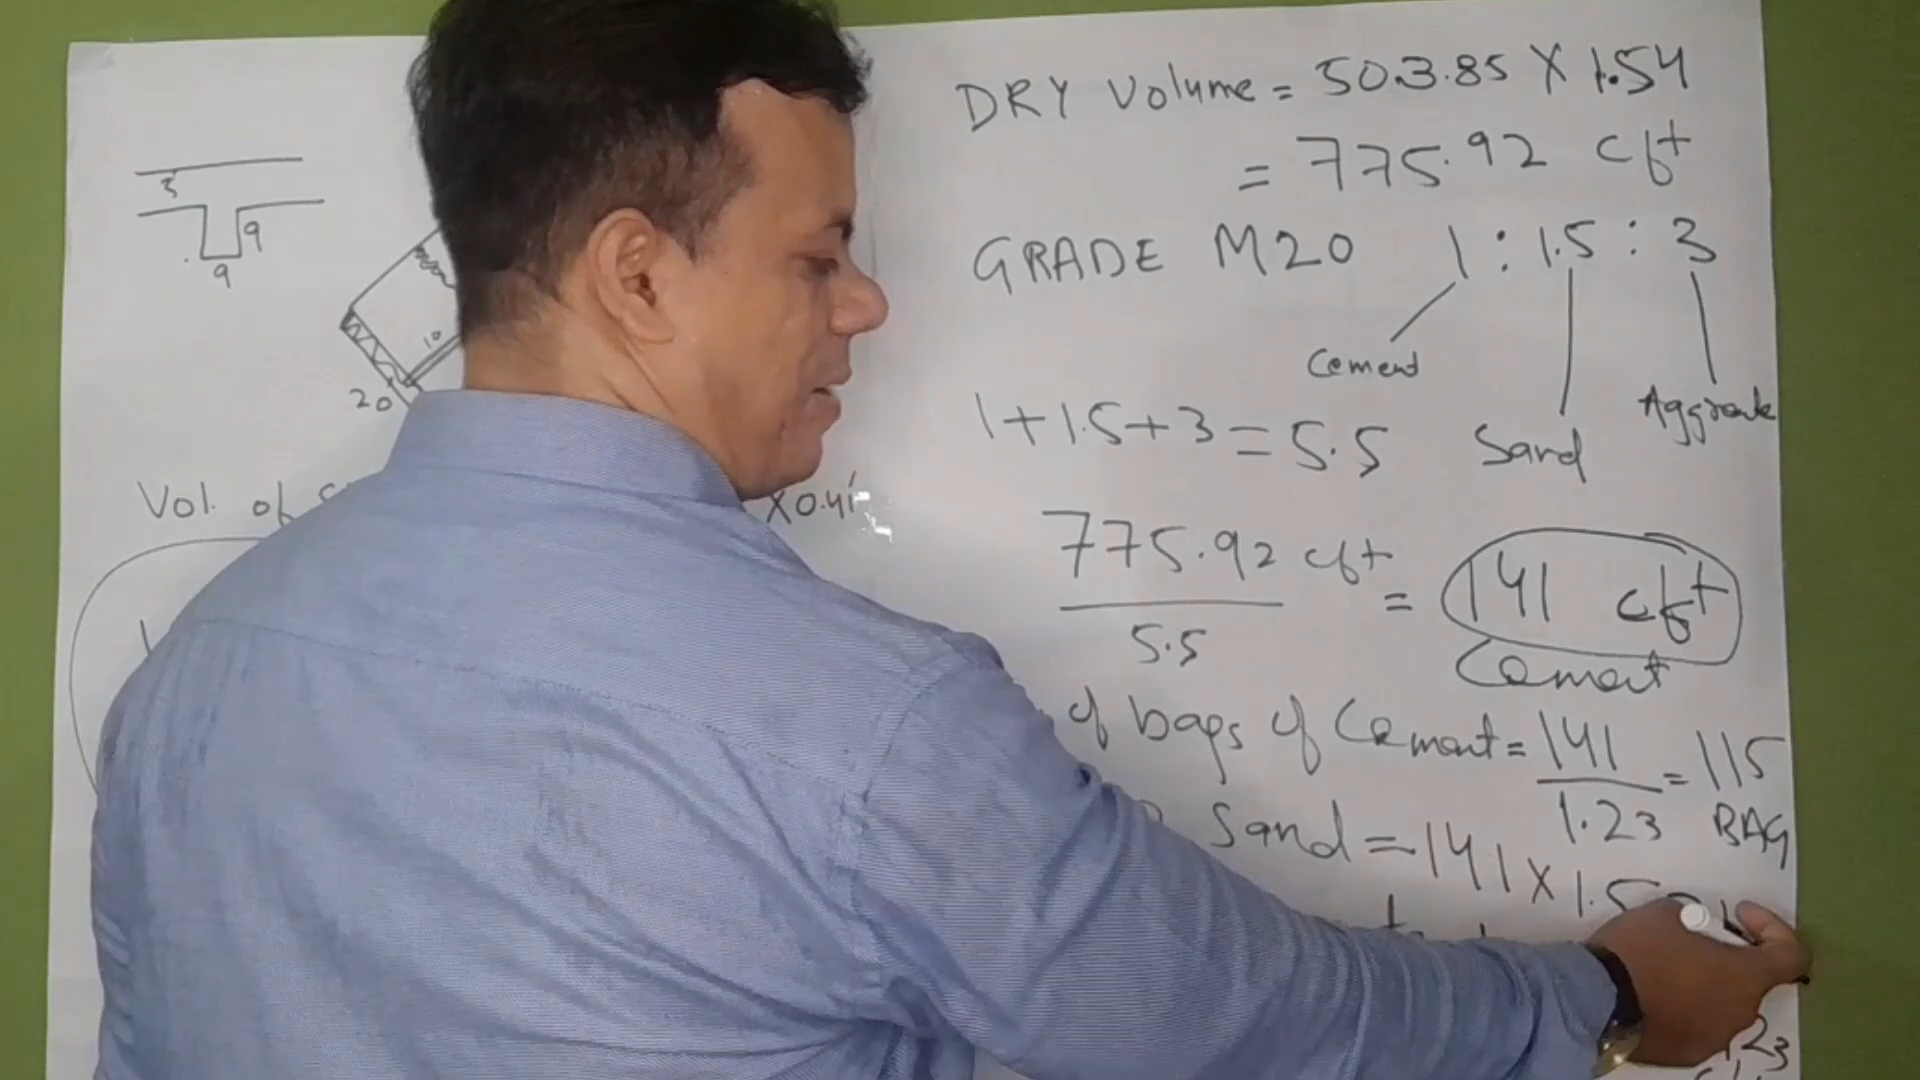 3
9
9
10
20
Vol. of
X0.41
DRY Volume = 503.85 X 1.54
= 775.92 cft
GRADE M20 1 : 1.5 : 3
Cement
Sand
1+1.5+3=5.5
775.92 cft
5.5
= 141 cft
Cement
of bags of Cement = 141 = 115
1.23 BAG
Sand = 141 X 1.5